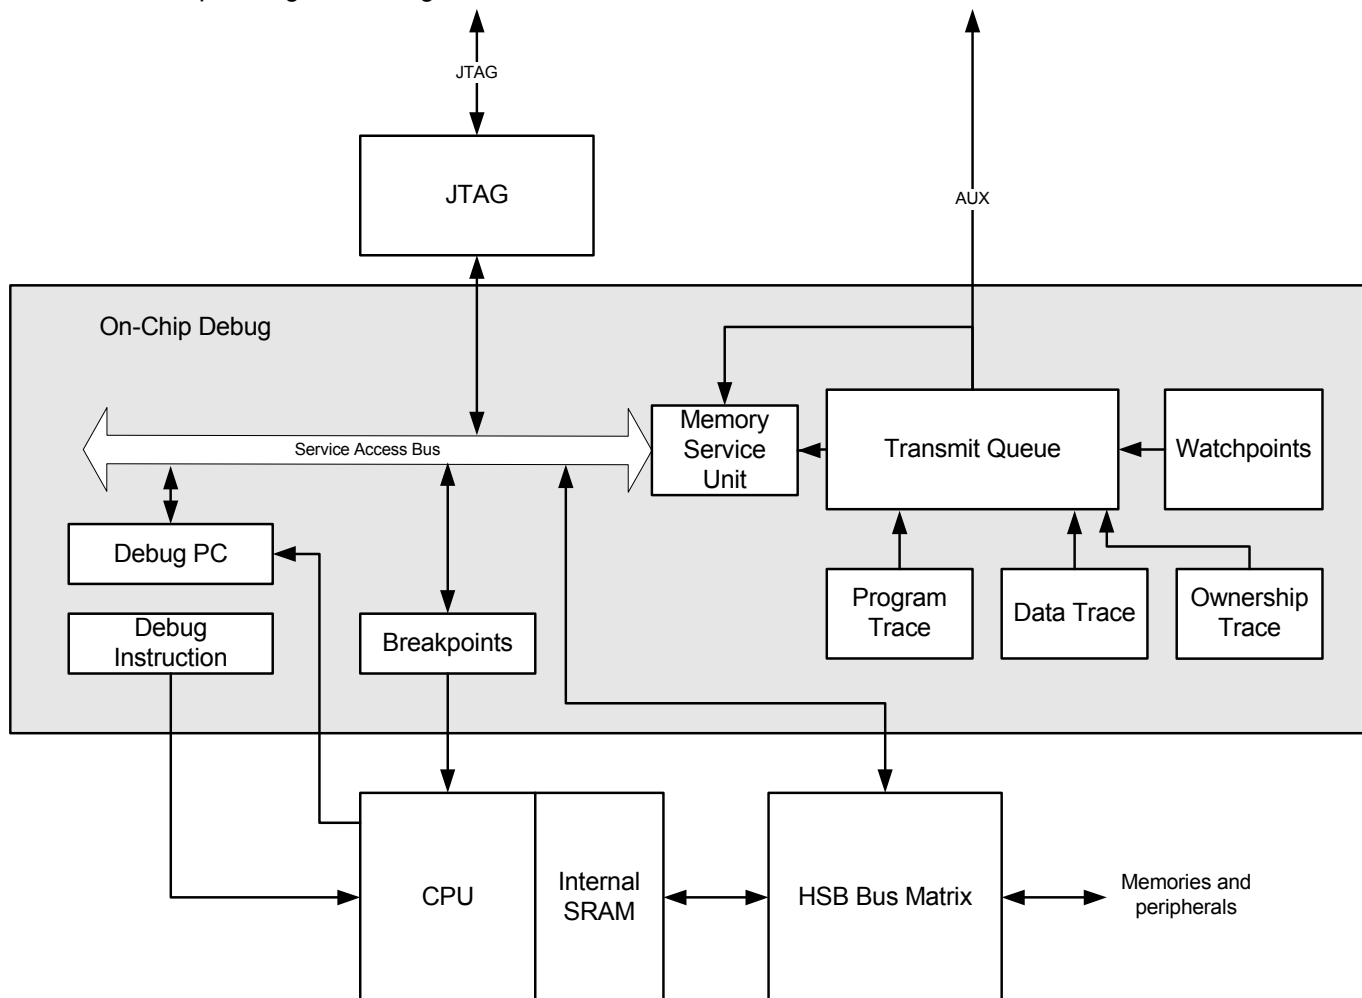 JTAG
JTAG
AUX
On-Chip Debug
Service Access Bus
Memory
Service
Unit
Transmit Queue
Watchpoints
Debug PC
Debug
Instruction
Breakpoints
Program
Trace
Data Trace
Ownership
Trace
CPU
Internal
SRAM
HSB Bus Matrix
Memories and
peripherals